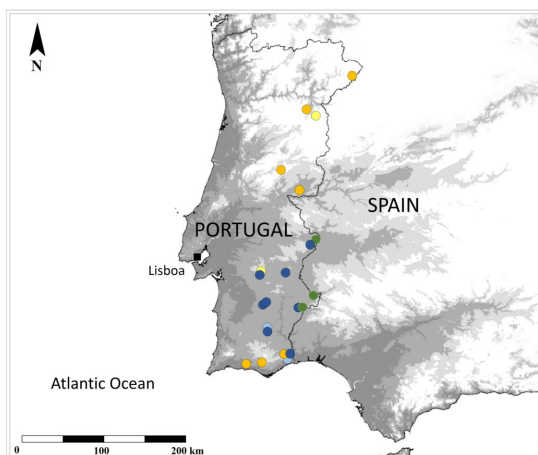 N
SPAIN
PORTUGAL
Lisboa
Atlantic Ocean
0 100 200 km